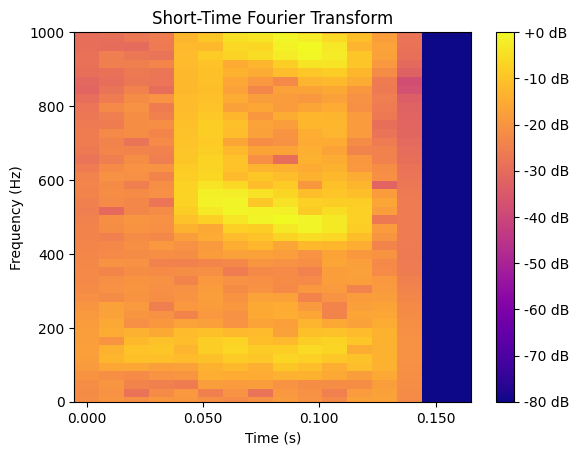 Short-Time Fourier Transform
Frequency (Hz)
1000
800
600
400
200
0
0.000
0.050
0.100
0.150
Time (s)
+0 dB
-10 dB
-20 dB
-30 dB
-40 dB
-50 dB
-60 dB
-70 dB
-80 dB